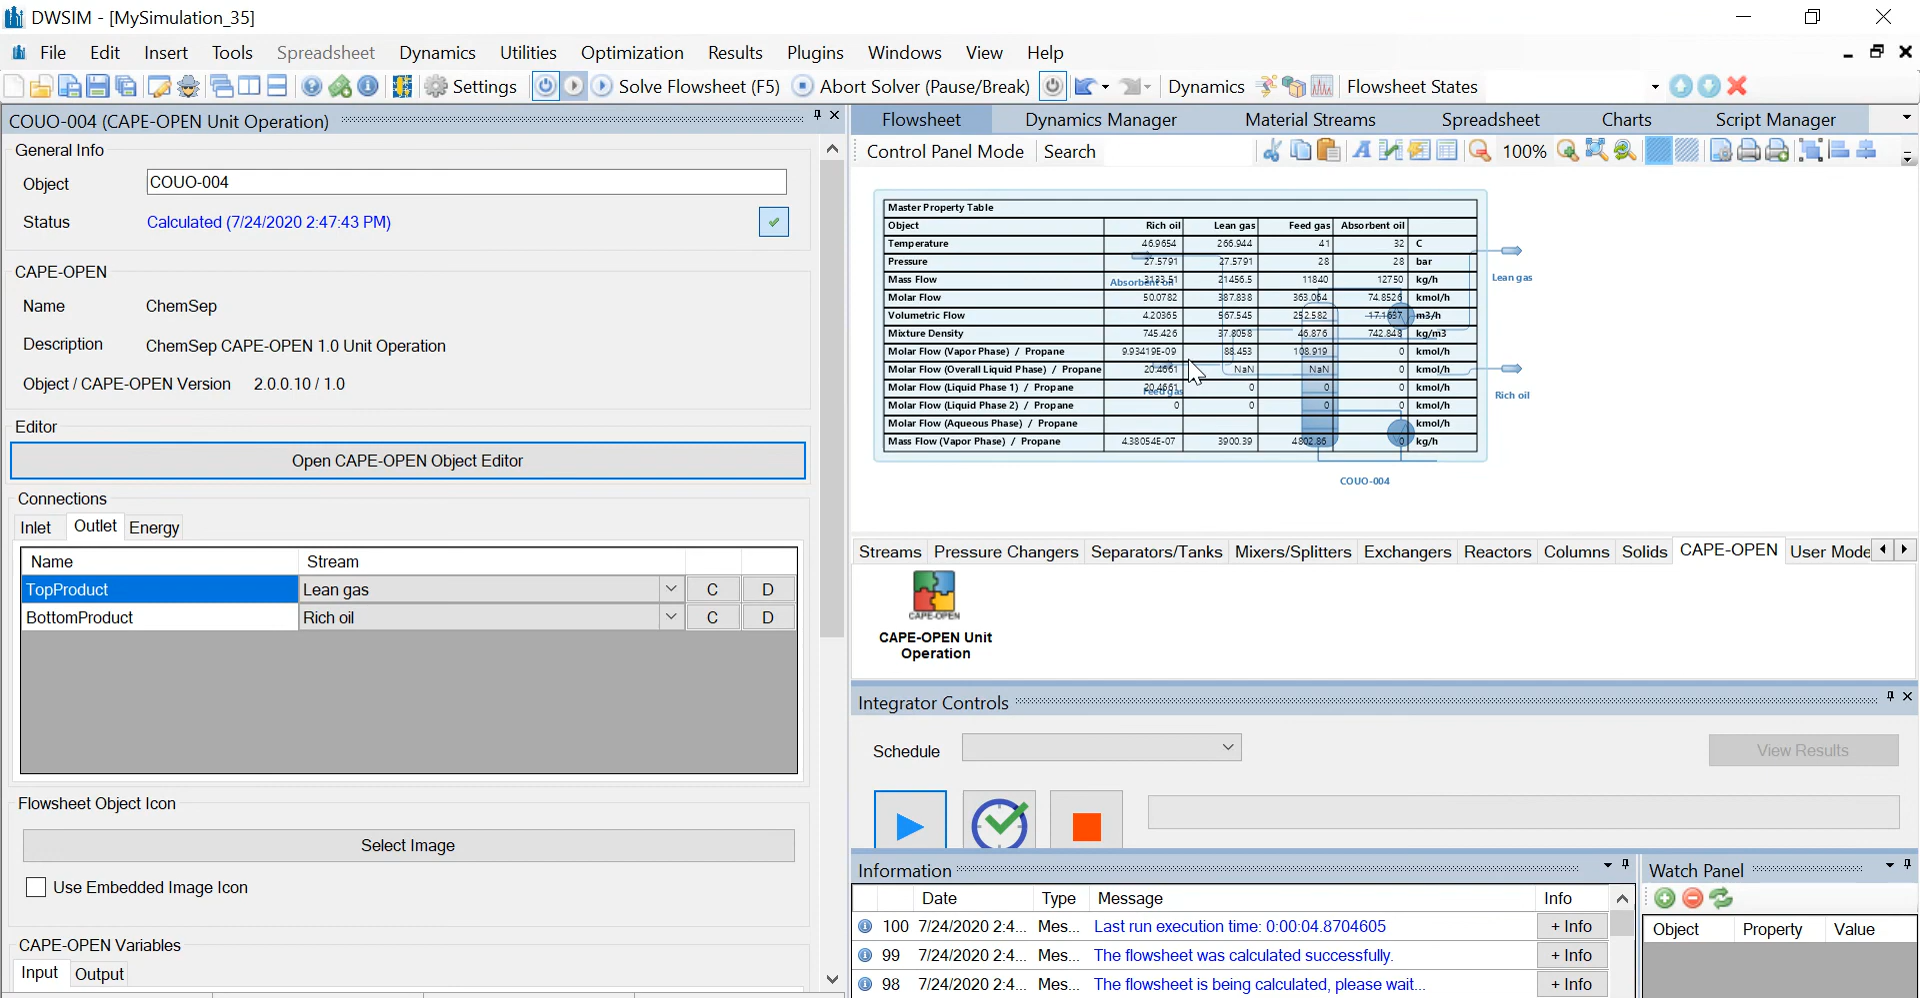 DWSIM - [MySimulation_35]
File Edit Insert Tools Spreadsheet Dynamics Utilities Optimization Results Plugins Windows View Help
Settings Solve Flowsheet (F5) Abort Solver (Pause/Break) Dynamics Flowsheet States
COUO-004 (CAPE-OPEN Unit Operation)
General Info
Object COUO-004
Status Calculated (7/24/2020 2:47:43 PM)
CAPE-OPEN
Name ChemSep
Description ChemSep CAPE-OPEN 1.0 Unit Operation
Object / CAPE-OPEN Version 2.0.0.10 / 1.0
Editor
Open CAPE-OPEN Object Editor
Connections
Inlet Outlet Energy
Name Stream
TopProduct Lean gas C D
BottomProduct Rich oil C D
Flowsheet Object Icon
Select Image
Use Embedded Image Icon
CAPE-OPEN Variables
Input Output
Flowsheet Dynamics Manager Material Streams Spreadsheet Charts Script Manager
Control Panel Mode Search 100%
Master Property Table
Object Rich oil Lean gas Feed gas Absorbent oil
Temperature 46.9654 266.944 41 32 C
Pressure 27.5791 27.5791 28 28 bar
Mass Flow 3133.51 21456.5 11840 12750 kg/h
Molar Flow 50.0782 387.838 363.064 74.8526 kmol/h
Volumetric Flow 4.20365 567.545 252.582 17.1637 m3/h
Mixture Density 745.426 37.8058 46.876 742.848 kg/m3
Molar Flow (Vapor Phase) / Propane 9.93419E-09 88.453 108.919 0 kmol/h
Molar Flow (Overall Liquid Phase) / Propane 20.4661 NaN NaN 0 kmol/h
Molar Flow (Liquid Phase 1) / Propane 20.4661 0 0 0 kmol/h
Molar Flow (Liquid Phase 2) / Propane 0 0 0 0 kmol/h
Molar Flow (Aqueous Phase) / Propane kmol/h
Mass Flow (Vapor Phase) / Propane 4.38054E-07 3900.39 4802.86 0 kg/h
Absorbent oil
Feed gas
Lean gas
Rich oil
COUO-004
Streams Pressure Changers Separators/Tanks Mixers/Splitters Exchangers Reactors Columns Solids CAPE-OPEN User Mode
CAPE-OPEN
CAPE-OPEN Unit
Operation
Integrator Controls
Schedule View Results
Information
Date Type Message Info
100 7/24/2020 2:4... Mes... Last run execution time: 0:00:04.8704605 + Info
99 7/24/2020 2:4... Mes... The flowsheet was calculated successfully. + Info
98 7/24/2020 2:4... Mes... The flowsheet is being calculated, please wait... + Info
Watch Panel
Object Property Value